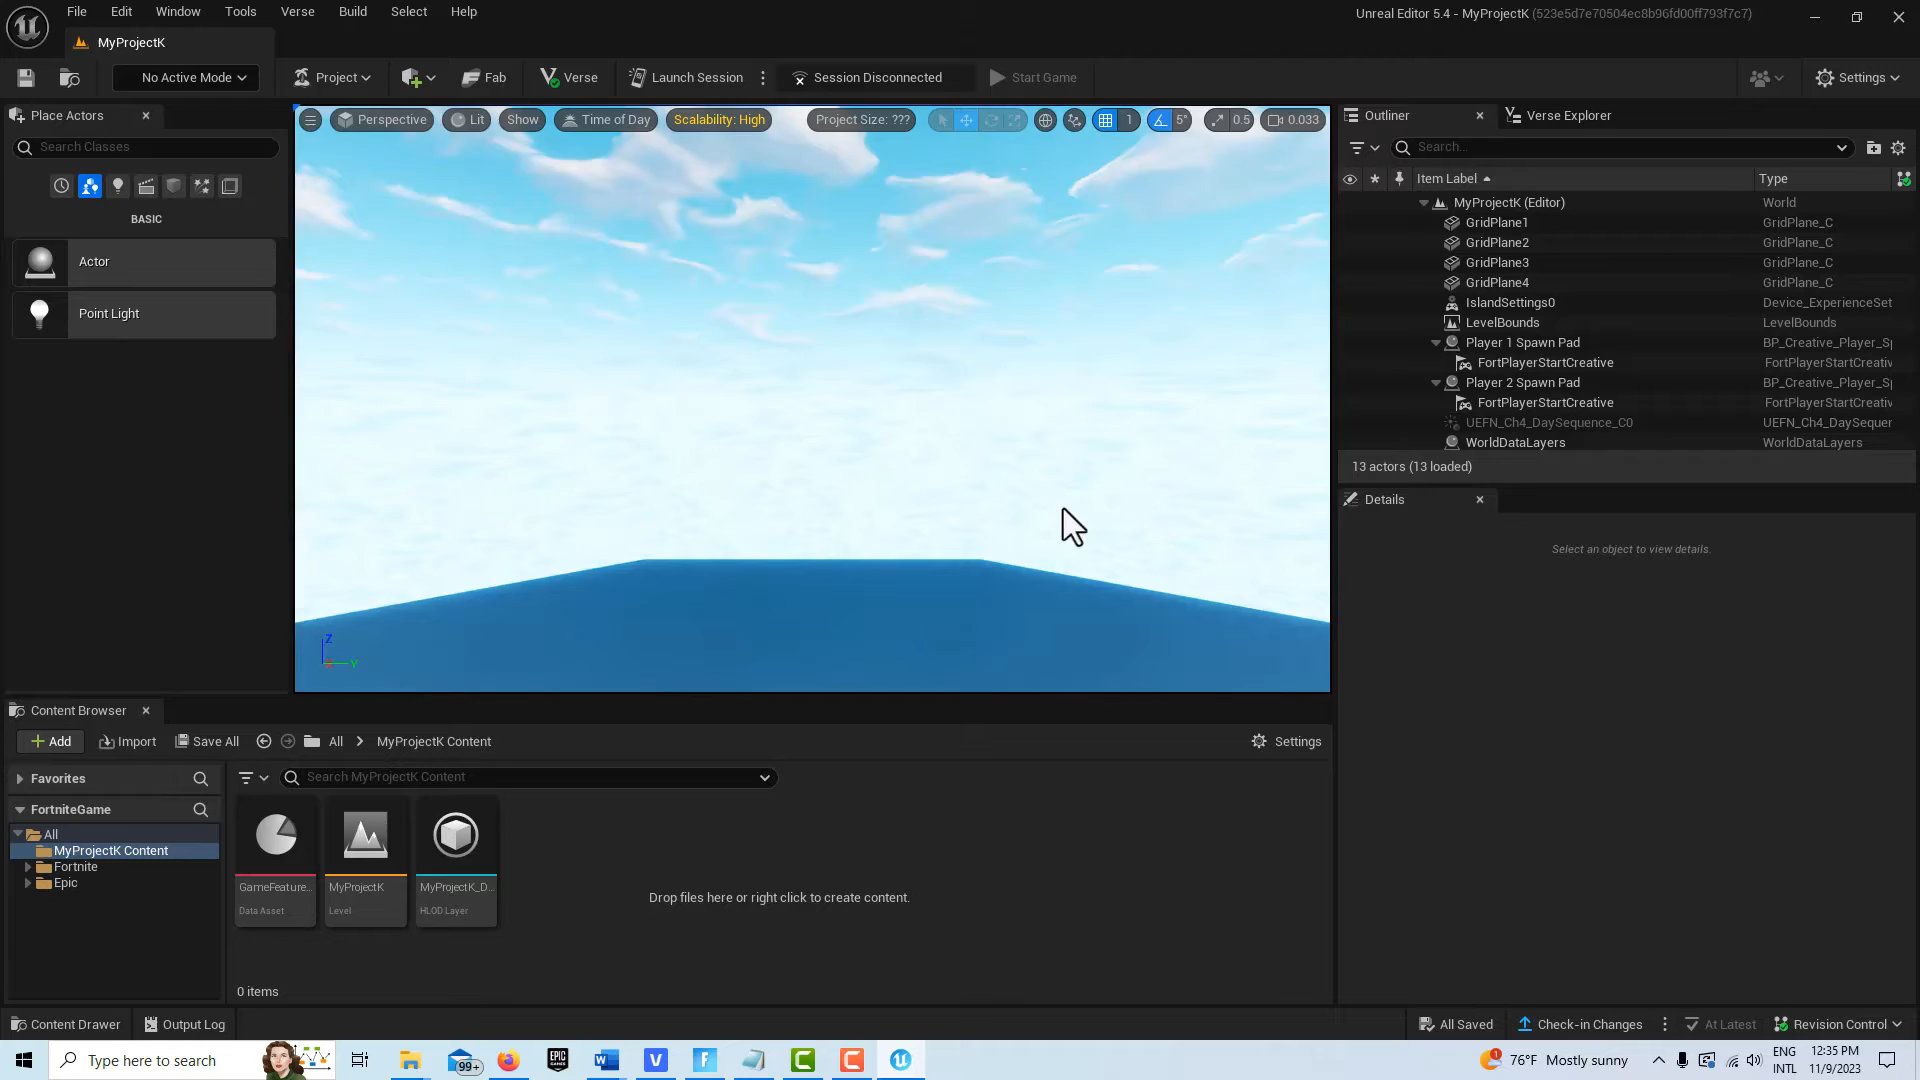 File Edit Window Tools Verse Build Select Help
Unreal Editor 5.4 - MyProjectK (523e5d7e70504ec8b96fd00ff793f7c7)
MyProjectK
No Active Mode
Project
Fab
Verse
Launch Session
Session Disconnected
Start Game
Settings
Place Actors
Search Classes
BASIC
Actor
Point Light
Perspective
Lit
Show
Time of Day
Scalability: High
Project Size: ???
1
5°
0.5
0.033
Z
Y
Outliner
Verse Explorer
Search...
Item Label
Type
MyProjectK (Editor) World
GridPlane1 GridPlane_C
GridPlane2 GridPlane_C
GridPlane3 GridPlane_C
GridPlane4 GridPlane_C
IslandSettings0 Device_ExperienceSet
LevelBounds LevelBounds
Player 1 Spawn Pad BP_Creative_Player_S
FortPlayerStartCreative FortPlayerStartCreativ
Player 2 Spawn Pad BP_Creative_Player_S
FortPlayerStartCreative FortPlayerStartCreativ
UEFN_Ch4_DaySequence_C0 UEFN_Ch4_DaySequer
WorldDataLayers WorldDataLayers
13 actors (13 loaded)
Details
Select an object to view details.
Content Browser
Add
Import
Save All
All
MyProjectK Content
Settings
Favorites
Search MyProjectK Content
FortniteGame
All
MyProjectK Content
Fortnite
Epic
GameFeature...
Data Asset
MyProjectK
Level
MyProjectK_D...
HLOD Layer
Drop files here or right click to create content.
0 items
Content Drawer
Output Log
All Saved
Check-in Changes
At Latest
Revision Control
Type here to search
99+
EPIC GAMES
76°F Mostly sunny
ENG
INTL
12:35 PM
11/9/2023